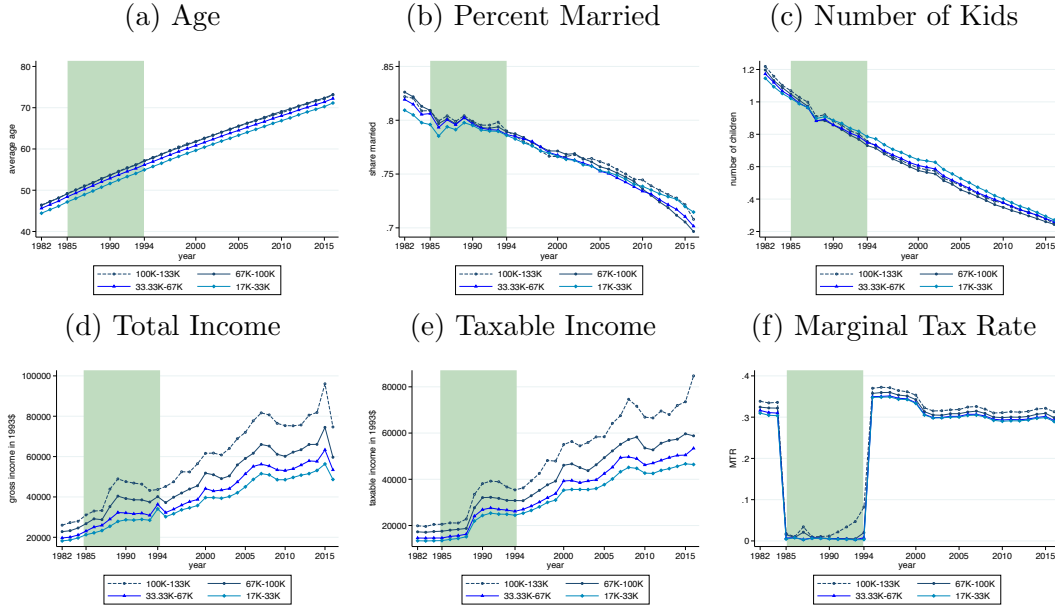 (a) Age
(b) Percent Married
(c) Number of Kids
average age
80
70
60
50
40
1982 1985 1990 1994 2000 2005 2010 2015
year
100K-133K 67K-100K
33.33K-67K 17K-33K
share married
.85
.8
.75
.7
1982 1985 1990 1994 2000 2005 2010 2015
year
100K-133K 67K-100K
33.33K-67K 17K-33K
number of children
1.2
1
.8
.6
.4
.2
1982 1985 1990 1994 2000 2005 2010 2015
year
100K-133K 67K-100K
33.33K-67K 17K-33K
(d) Total Income
(e) Taxable Income
(f) Marginal Tax Rate
gross income in 1993$
100000
80000
60000
40000
20000
1982 1985 1990 1994 2000 2005 2010 2015
year
100K-133K 67K-100K
33.33K-67K 17K-33K
taxable income in 1993$
80000
60000
40000
20000
1982 1985 1990 1994 2000 2005 2010 2015
year
100K-133K 67K-100K
33.33K-67K 17K-33K
MTR
.4
.3
.2
.1
0
1982 1985 1990 1994 2000 2005 2010 2015
year
100K-133K 67K-100K
33.33K-67K 17K-33K